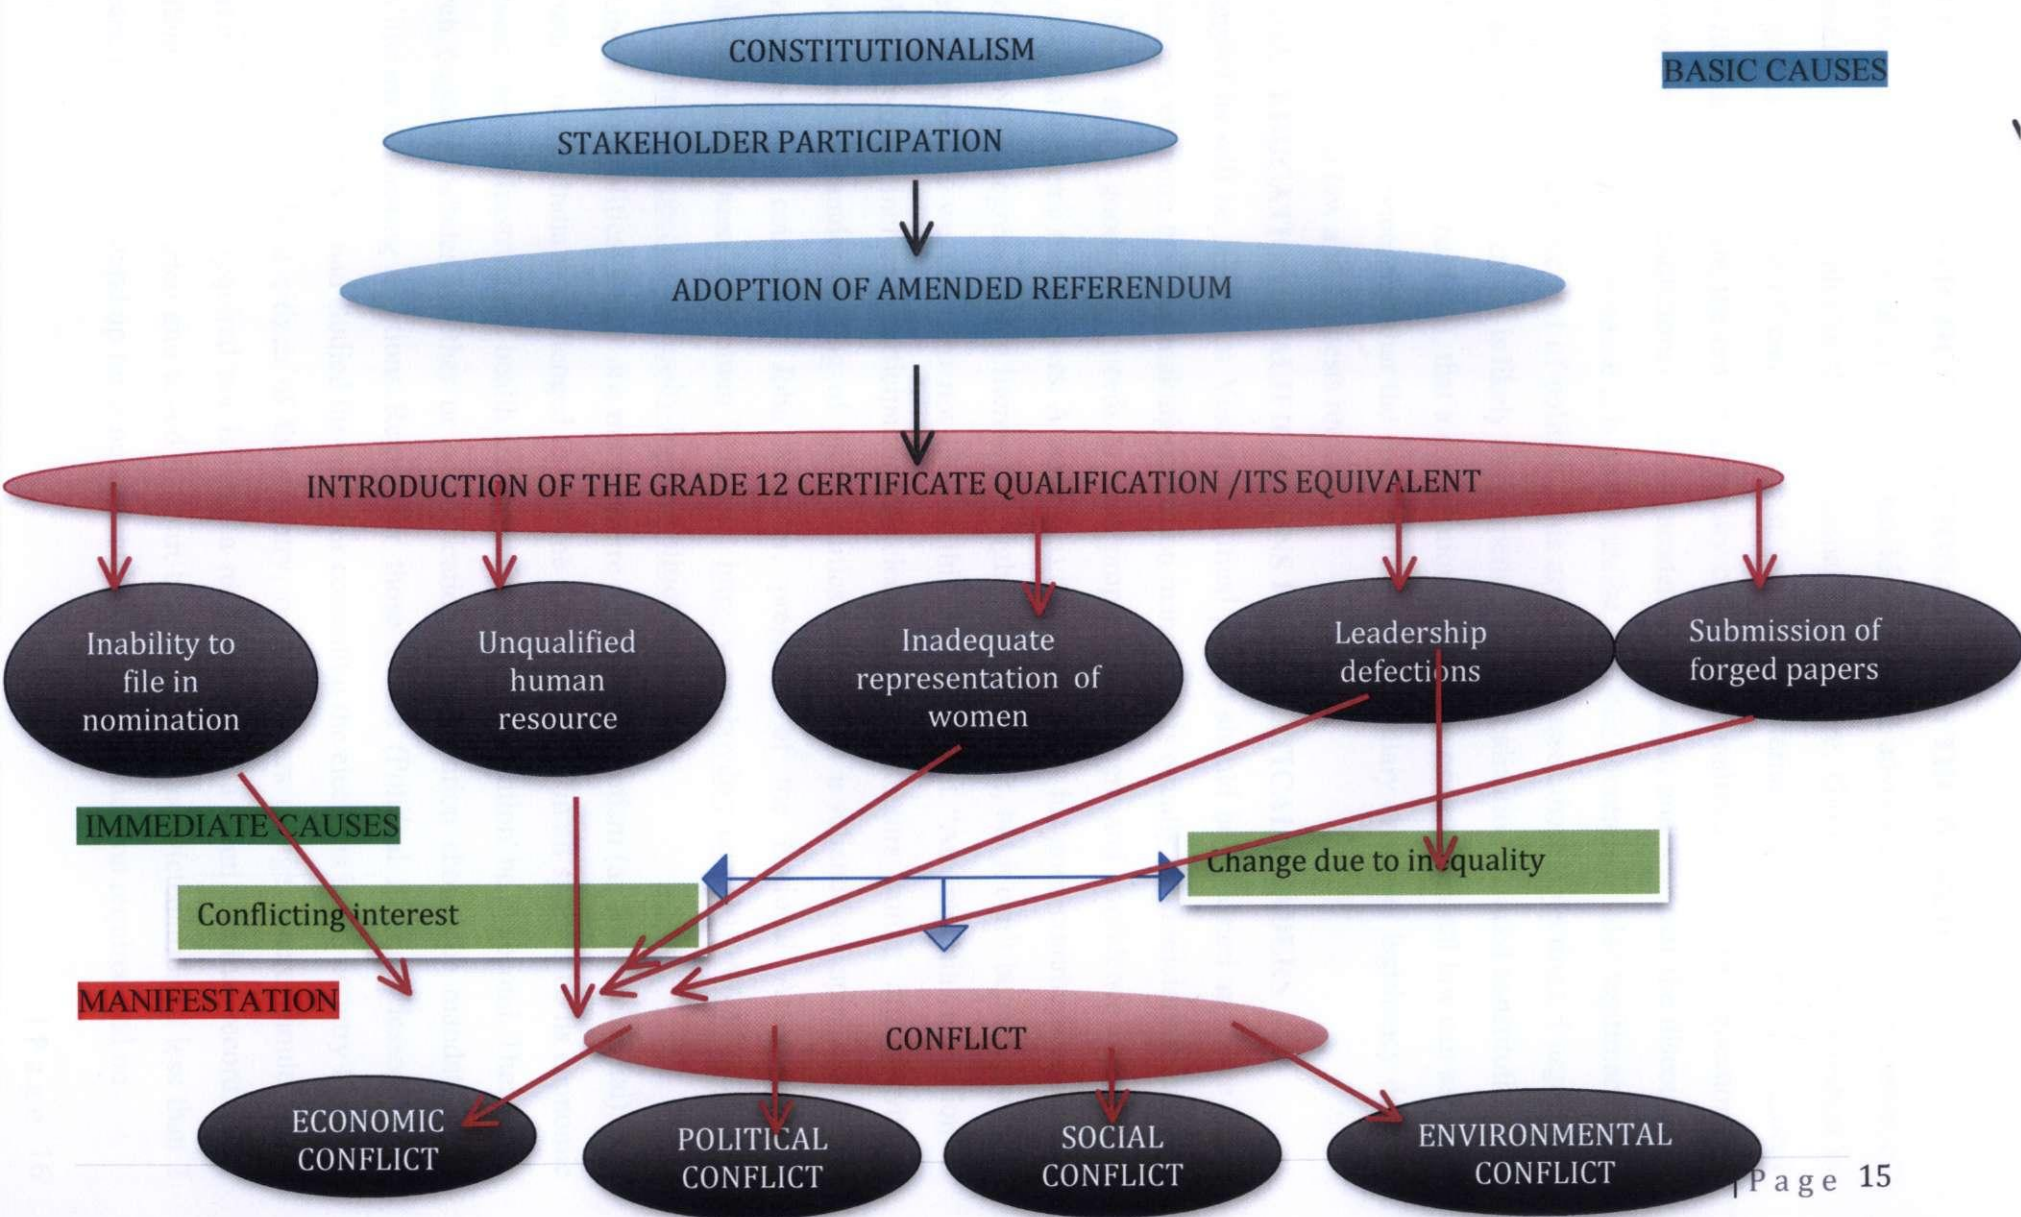 CONSTITUTIONALISM
BASIC CAUSES
STAKEHOLDER PARTICIPATION
ADOPTION OF AMENDED REFERENDUM
INTRODUCTION OF THE GRADE 12 CERTIFICATE QUALIFICATION /ITS EQUIVALENT
Inability to
file in
nomination
Unqualified
human
resource
Inadequate
representation of
women
Leadership
defections
Submission of
forged papers
IMMEDIATE CAUSES
Change due to inequality
Conflicting interest
MANIFESTATION
CONFLICT
ECONOMIC
CONFLICT
POLITICAL
CONFLICT
SOCIAL
CONFLICT
ENVIRONMENTAL
CONFLICT
| Page 15